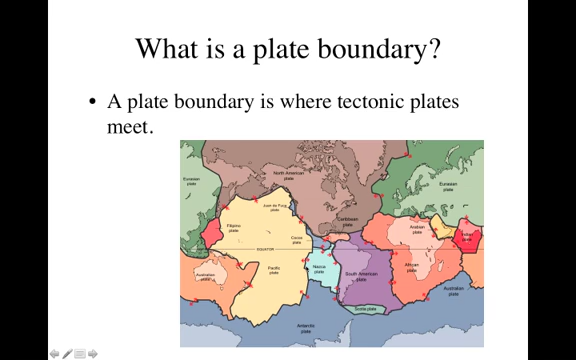 What is a plate boundary?
• A plate boundary is where tectonic plates
meet.
North American
plate
Eurasian
plate
Eurasian
plate
Juan de Fuca
plate
Caribbean
plate
Filipino
plate
Arabian
plate
Indian
plate
Cocos
plate
EQUATOR
Pacific
plate
Nazca
plate
South American
plate
African
plate
Australian
plate
Australian
plate
Scotia plate
Antarctic
plate